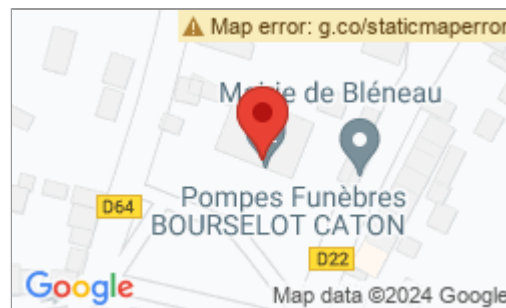 Map error: g.co/staticmaperror
Mairie de Bléneau
Pompes Funèbres
BOURSELOT CATON
D64
D22
Google
Map data ©2024 Google